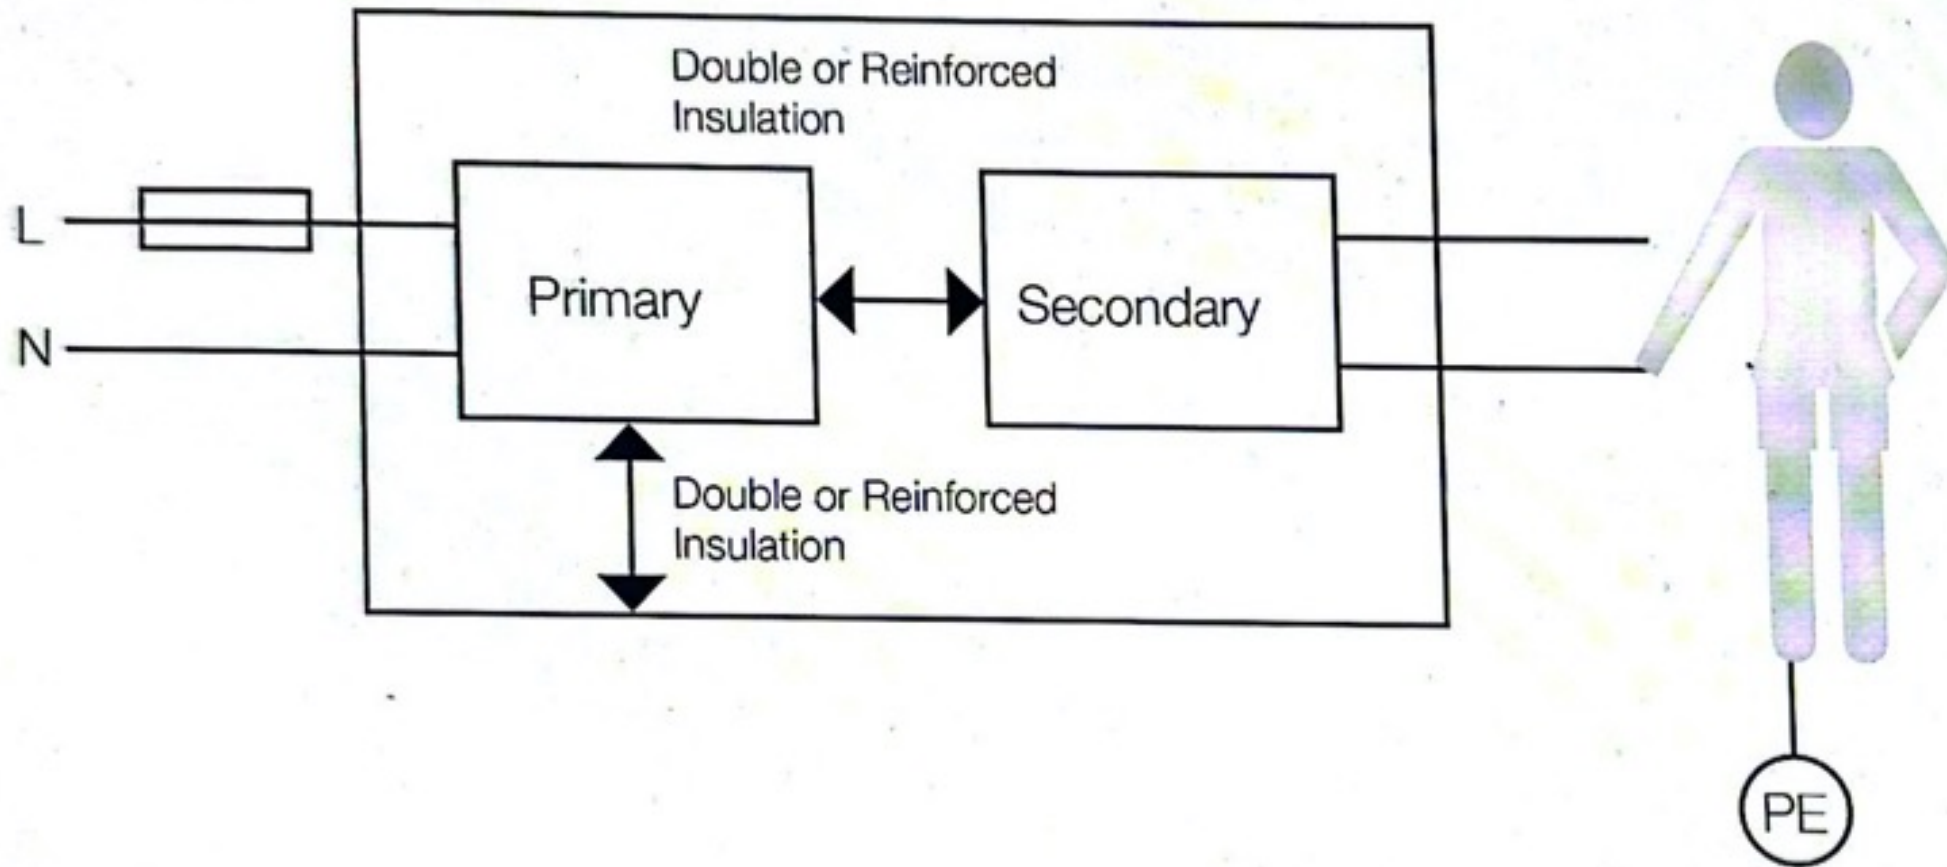 Double or Reinforced
Insulation
L
Primary
Secondary
N
Double or Reinforced
Insulation
PE